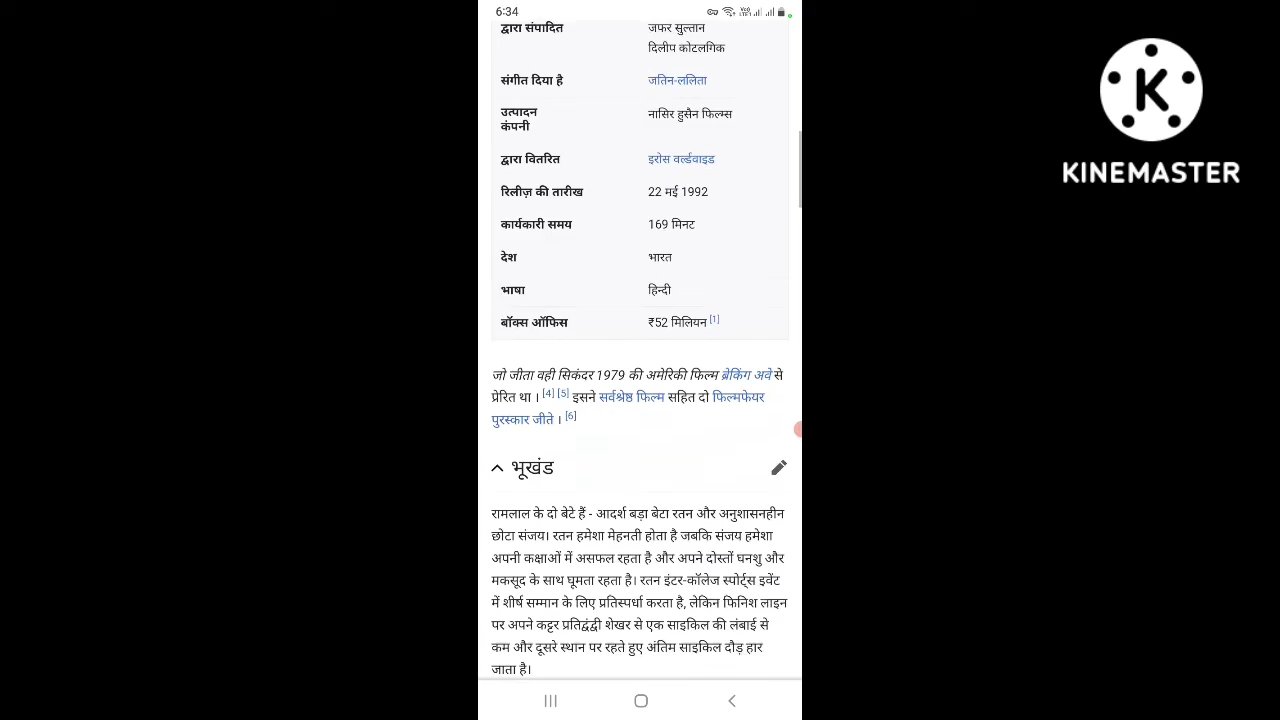 6:34
द्वारा संपादित
जफर सुल्तान
दिलीप कोटलगिक
संगीत दिया है
जतिन-ललिता
उत्पादन
कंपनी
नासिर हुसैन फिल्म्स
द्वारा वितरित
इरोस वर्ल्डवाइड
रिलीज़ की तारीख
22 मई 1992
कार्यकारी समय
169 मिनट
देश
भारत
भाषा
हिन्दी
बॉक्स ऑफिस
₹52 मिलियन [1]
जो जीता वही सिकंदर 1979 की अमेरिकी फिल्म ब्रेकिंग अवे से
प्रेरित था । [4] [5] इसने सर्वश्रेष्ठ फिल्म सहित दो फिल्मफेयर
पुरस्कार जीते । [6]
भूखंड
रामलाल के दो बेटे हैं - आदर्श बड़ा बेटा रतन और अनुशासनहीन
छोटा संजय। रतन हमेशा मेहनती होता है जबकि संजय हमेशा
अपनी कक्षाओं में असफल रहता है और अपने दोस्तों घनशु और
मकसूद के साथ घूमता रहता है। रतन इंटर-कॉलेज स्पोर्ट्स इवेंट
में शीर्ष सम्मान के लिए प्रतिस्पर्धा करता है, लेकिन फिनिश लाइन
पर अपने कट्टर प्रतिद्वंद्वी शेखर से एक साइकिल की लंबाई से
कम और दूसरे स्थान पर रहते हुए अंतिम साइकिल दौड़ हार
जाता है।
K
KINEMASTER